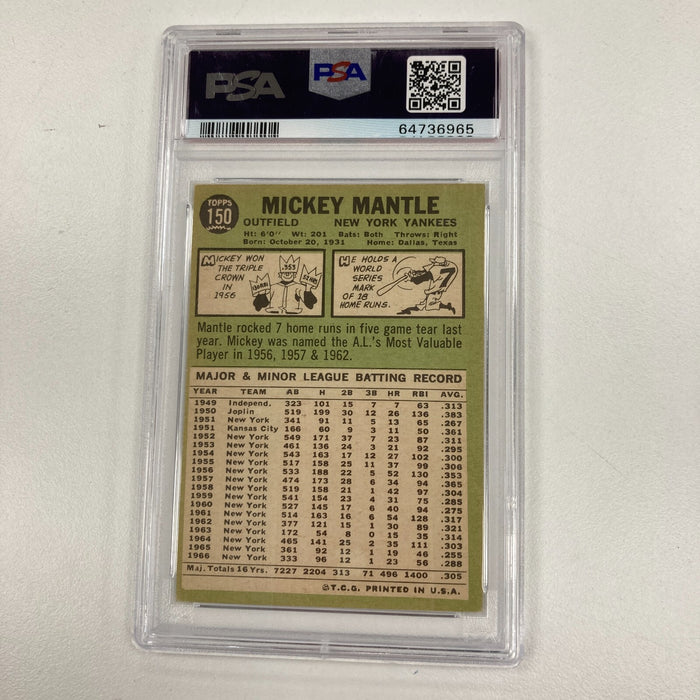 PSA
PSA
64736965
TOPPS
150
MICKEY MANTLE
OUTFIELD NEW YORK YANKEES
Ht: 6'0" Wt: 201 Bats: Both Throws: Right
Born: October 20, 1931 Home: Dallas, Texas
MICKEY WON
THE TRIPLE
CROWN
IN
1956
.353
HE HOLDS A
WORLD
SERIES
MARK
OF 18
HOME RUNS.
7
Mantle rocked 7 home runs in five game tear last
year. Mickey was named the A.L.'s Most Valuable
Player in 1956, 1957 & 1962.
MAJOR & MINOR LEAGUE BATTING RECORD
YEAR TEAM AB H 2B 3B HR RBI AVG.
1949 Independ. 323 101 15 7 7 63 .313
1950 Joplin 519 199 30 12 26 136 .383
1951 New York 341 91 11 5 13 65 .267
1951 Kansas City 166 60 9 3 11 50 .361
1952 New York 549 171 37 7 23 87 .311
1953 New York 461 136 24 3 21 92 .295
1954 New York 543 163 17 12 27 102 .300
1955 New York 517 158 25 11 37 99 .306
1956 New York 533 188 22 5 52 130 .353
1957 New York 474 173 28 6 34 94 .365
1958 New York 519 158 21 1 42 97 .304
1959 New York 541 154 23 4 31 75 .285
1960 New York 527 145 17 6 40 94 .275
1961 New York 514 163 16 6 54 128 .317
1962 New York 377 121 15 1 30 89 .321
1963 New York 172 54 8 0 15 35 .314
1964 New York 465 141 25 2 35 111 .303
1965 New York 361 92 12 1 19 46 .255
1966 New York 333 96 12 1 23 56 .288
Maj. Totals 16 Yrs. 7227 2204 313 71 496 1400 .305
©T.C.G. PRINTED IN U.S.A.